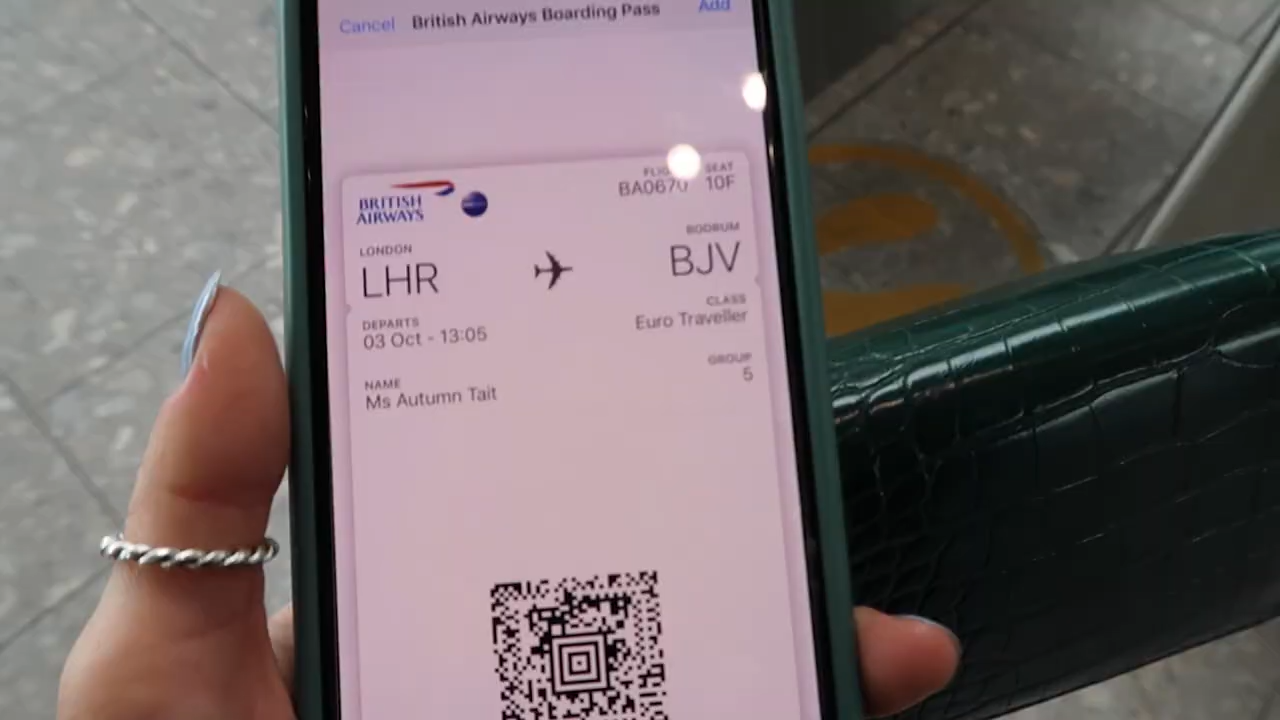 Cancel British Airways Boarding Pass Add
BRITISH AIRWAYS
SEAT
BA0670 10F
LONDON BODRUM
LHR BJV
DEPARTS CLASS
03 Oct - 13:05 Euro Traveller
NAME GROUP
Ms Autumn Tait 5